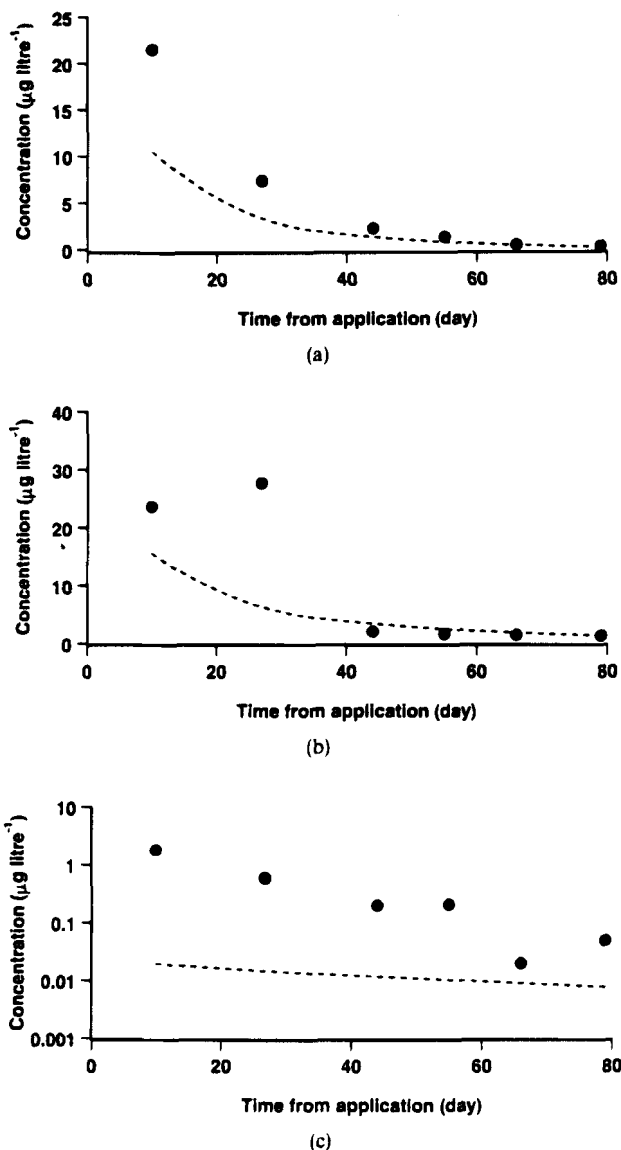 25
20
15
10
5
0
Concentration (μg litre⁻¹)
0 20 40 60 80
Time from application (day)
(a)
40
30
20
10
0
Concentration (μg litre⁻¹)
0 20 40 60 80
Time from application (day)
(b)
10
1
0.1
0.01
0.001
Concentration (μg litre⁻¹)
0 20 40 60 80
Time from application (day)
(c)